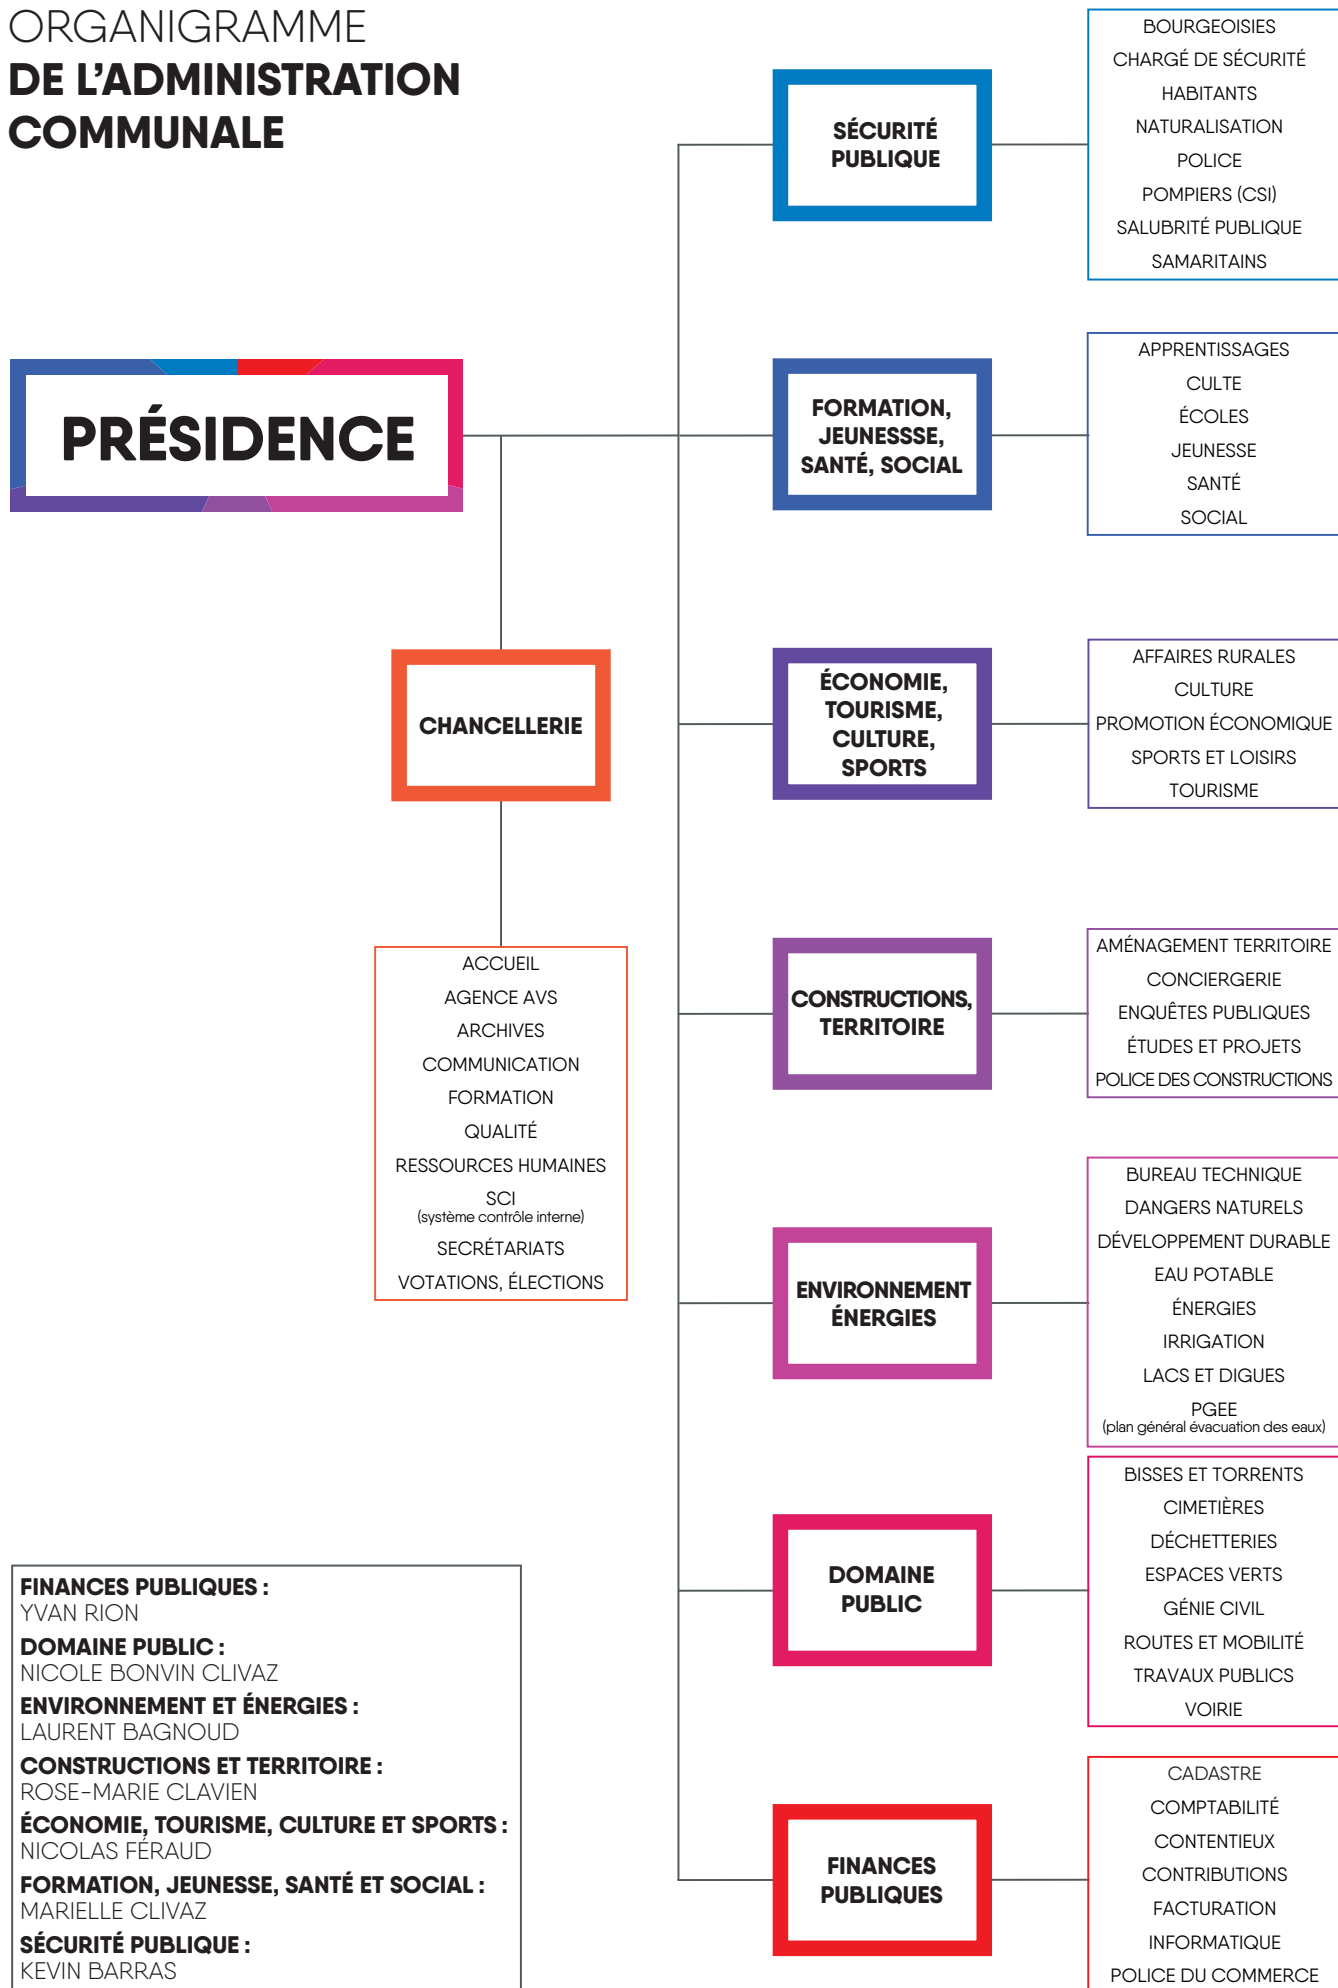 ORGANIGRAMME
DE L'ADMINISTRATION
COMMUNALE
PRÉSIDENCE
CHANCELLERIE
ACCUEIL
AGENCE AVS
ARCHIVES
COMMUNICATION
FORMATION
QUALITÉ
RESSOURCES HUMAINES
SCI
(système contrôle interne)
SECRÉTARIATS
VOTATIONS, ÉLECTIONS
SÉCURITÉ
PUBLIQUE
BOURGEOISIES
CHARGÉ DE SÉCURITÉ
HABITANTS
NATURALISATION
POLICE
POMPIERS (CSI)
SALUBRITÉ PUBLIQUE
SAMARITAINS
FORMATION,
JEUNESSSE,
SANTÉ, SOCIAL
APPRENTISSAGES
CULTE
ÉCOLES
JEUNESSE
SANTÉ
SOCIAL
ÉCONOMIE,
TOURISME,
CULTURE,
SPORTS
AFFAIRES RURALES
CULTURE
PROMOTION ÉCONOMIQUE
SPORTS ET LOISIRS
TOURISME
CONSTRUCTIONS,
TERRITOIRE
AMÉNAGEMENT TERRITOIRE
CONCIERGERIE
ENQUÊTES PUBLIQUES
ÉTUDES ET PROJETS
POLICE DES CONSTRUCTIONS
ENVIRONNEMENT
ÉNERGIES
BUREAU TECHNIQUE
DANGERS NATURELS
DÉVELOPPEMENT DURABLE
EAU POTABLE
ÉNERGIES
IRRIGATION
LACS ET DIGUES
PGEE
(plan général évacuation des eaux)
DOMAINE
PUBLIC
BISSES ET TORRENTS
CIMETIÈRES
DÉCHETTERIES
ESPACES VERTS
GÉNIE CIVIL
ROUTES ET MOBILITÉ
TRAVAUX PUBLICS
VOIRIE
FINANCES
PUBLIQUES
CADASTRE
COMPTABILITÉ
CONTENTIEUX
CONTRIBUTIONS
FACTURATION
INFORMATIQUE
POLICE DU COMMERCE
FINANCES PUBLIQUES :
YVAN RION
DOMAINE PUBLIC :
NICOLE BONVIN CLIVAZ
ENVIRONNEMENT ET ÉNERGIES :
LAURENT BAGNOUD
CONSTRUCTIONS ET TERRITOIRE :
ROSE-MARIE CLAVIEN
ÉCONOMIE, TOURISME, CULTURE ET SPORTS :
NICOLAS FÉRAUD
FORMATION, JEUNESSE, SANTÉ ET SOCIAL :
MARIELLE CLIVAZ
SÉCURITÉ PUBLIQUE :
KEVIN BARRAS